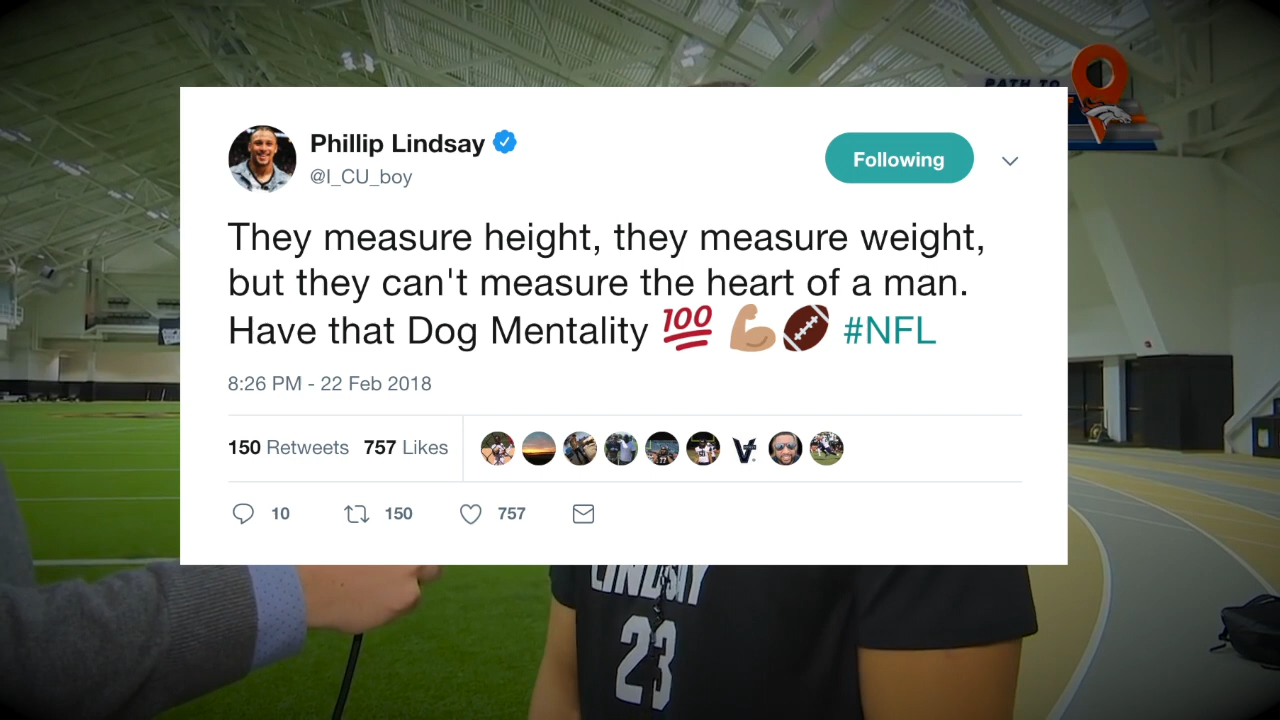 PATH TO
Phillip Lindsay
@I_CU_boy
Following
They measure height, they measure weight,
but they can't measure the heart of a man.
Have that Dog Mentality 💯 💪🏽🏈 #NFL
8:26 PM - 22 Feb 2018
150 Retweets 757 Likes
10 150 757
LINDSAY
23